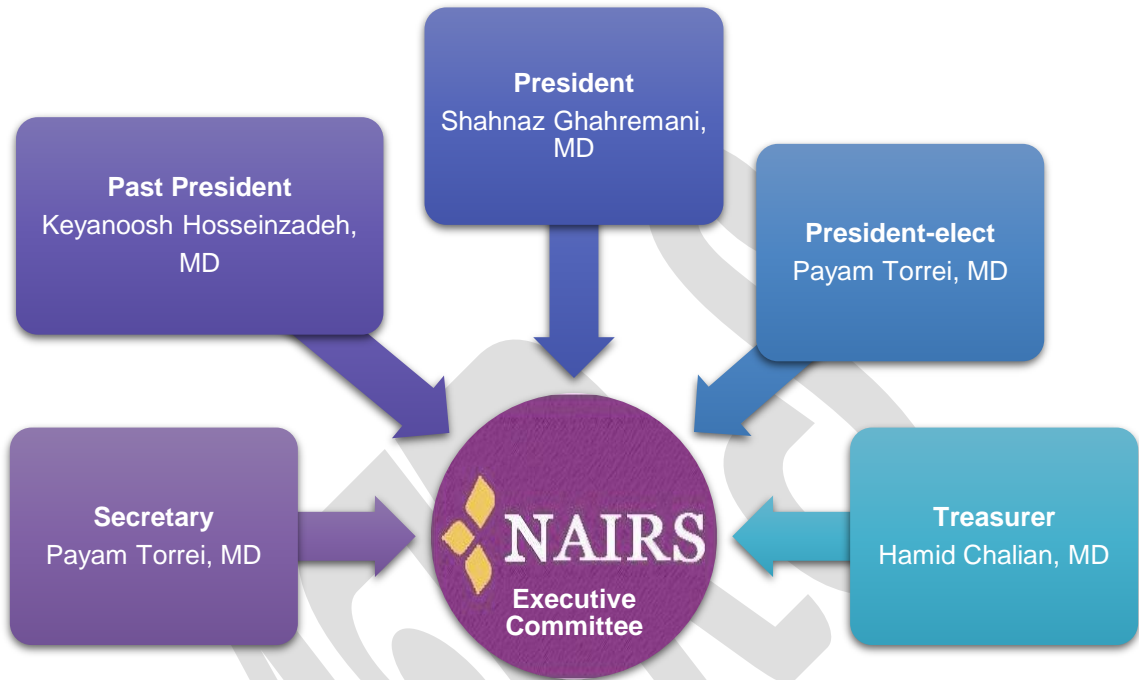 President
Shahnaz Ghahremani,
MD
Past President
Keyanoosh Hosseinzadeh,
MD
President-elect
Payam Torrei, MD
Secretary
Payam Torrei, MD
NAIRS
Executive
Committee
Treasurer
Hamid Chalian, MD